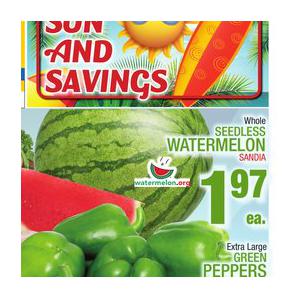 SUN
AND
SAVINGS
Whole
SEEDLESS
WATERMELON
SANDIA
watermelon.org
1 97
ea.
Extra Large
GREEN
PEPPERS